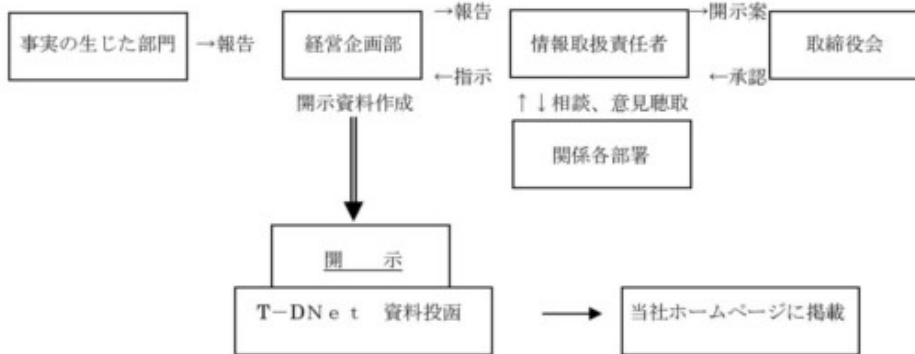 →報告
→開示案
事実の生じた部門
→報告
経営企画部
情報取扱責任者
取締役会
←指示
←承認
開示資料作成
↑↓相談、意見聴取
関係各部署
開　　示
T－DNｅｔ　資料投函
当社ホームページに掲載